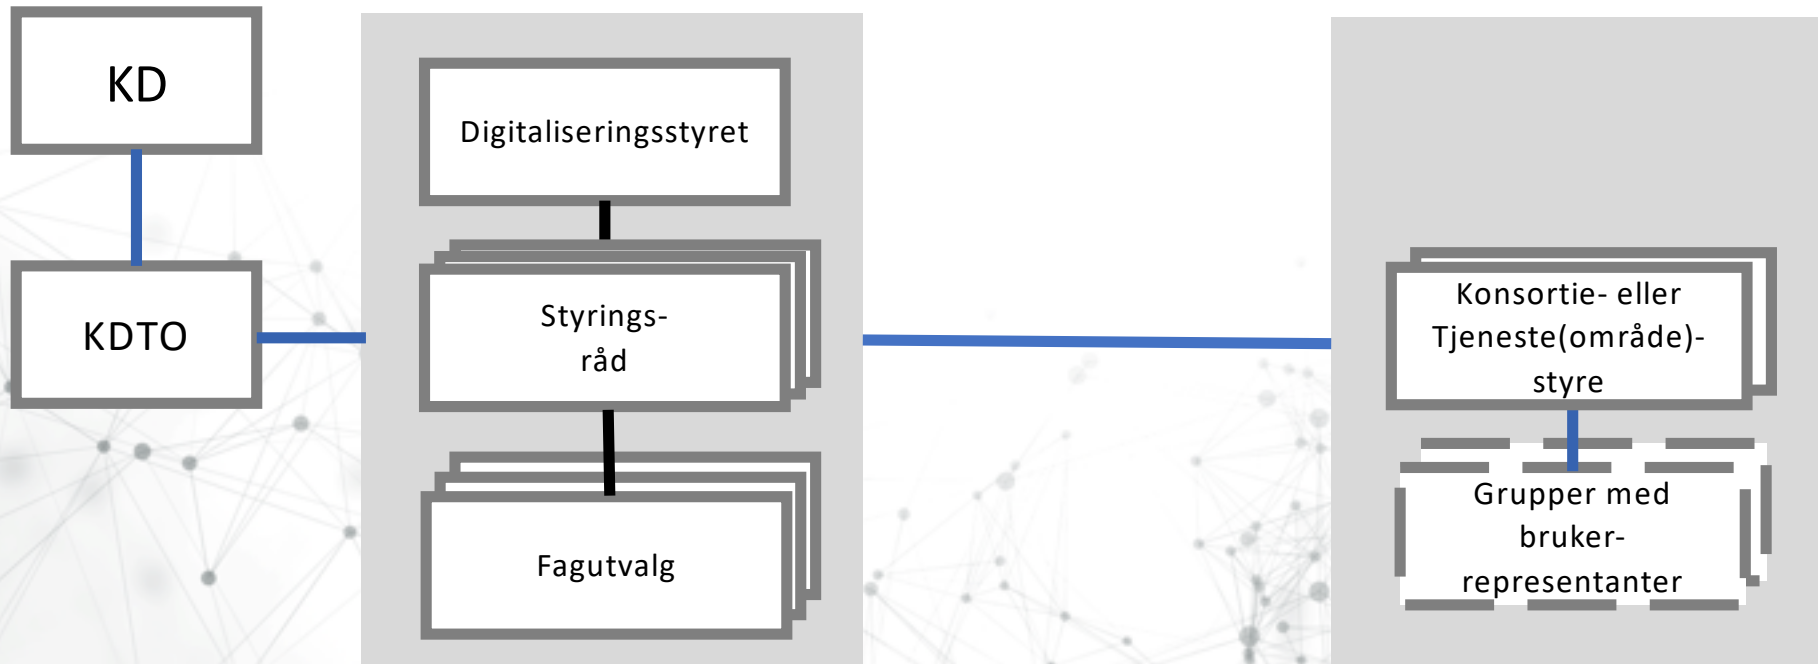 KD
KDTO
Digitaliseringsstyret
Styrings-
råd
Fagutvalg
Konsortie- eller
Tjeneste(område)-
styre
Grupper med
bruker-
representanter